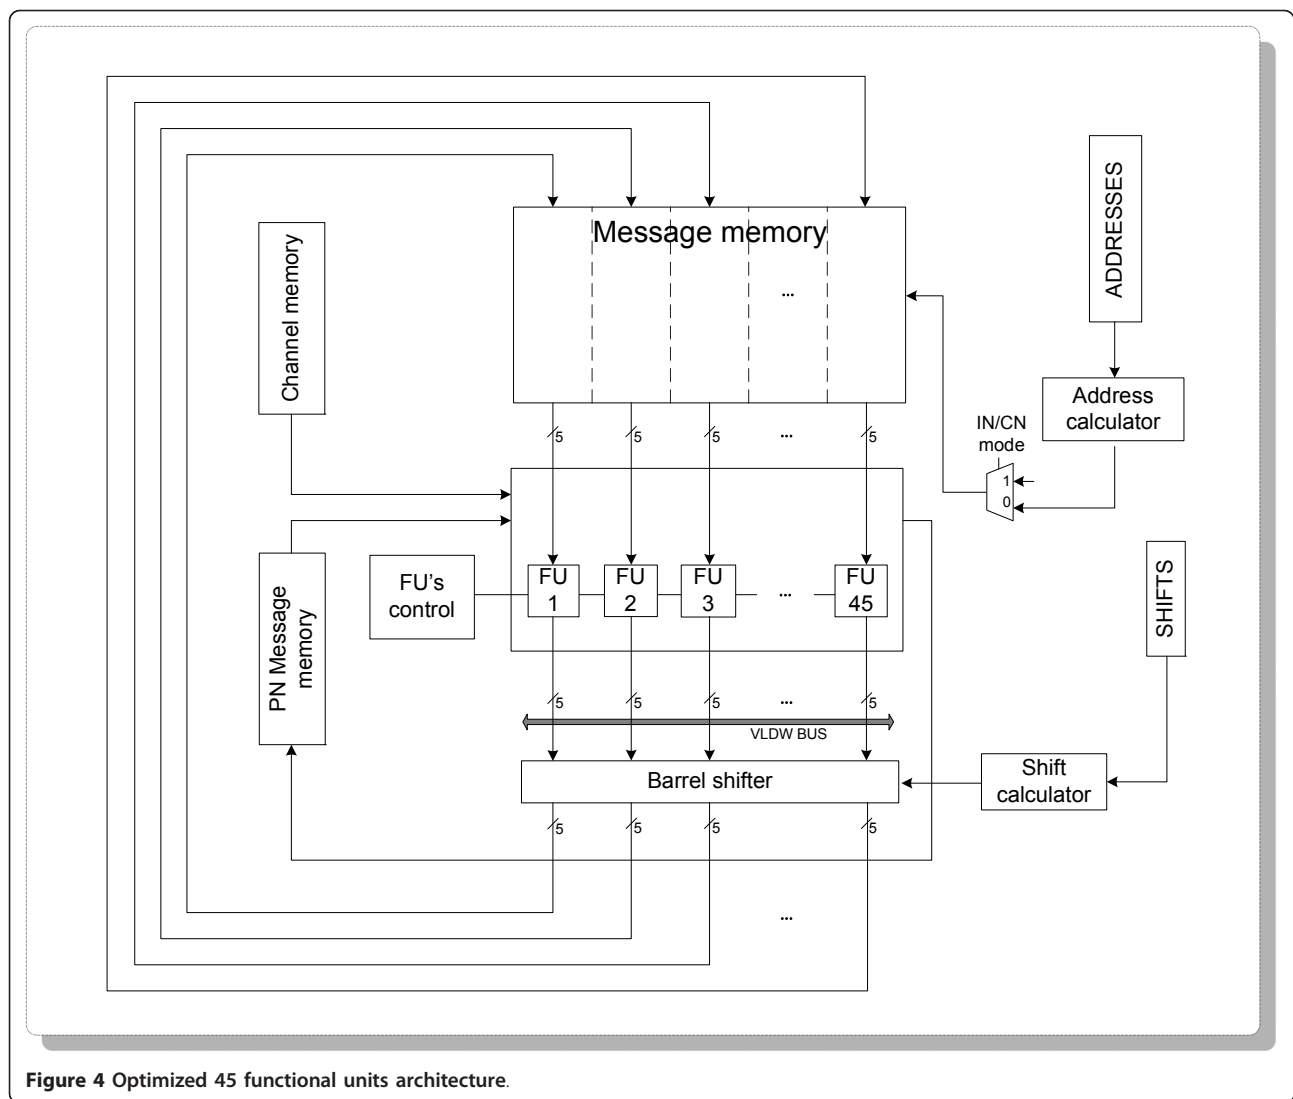 Message memory
...
Channel memory
ADDRESSES
Address
calculator
IN/CN
mode
1
0
5
5
5
...
5
PN Message
memory
FU's
control
FU
1
FU
2
FU
3
...
FU
45
SHIFTS
5
5
5
...
5
VLDW BUS
Barrel shifter
Shift
calculator
5
5
5
5
...
Figure 4 Optimized 45 functional units architecture.